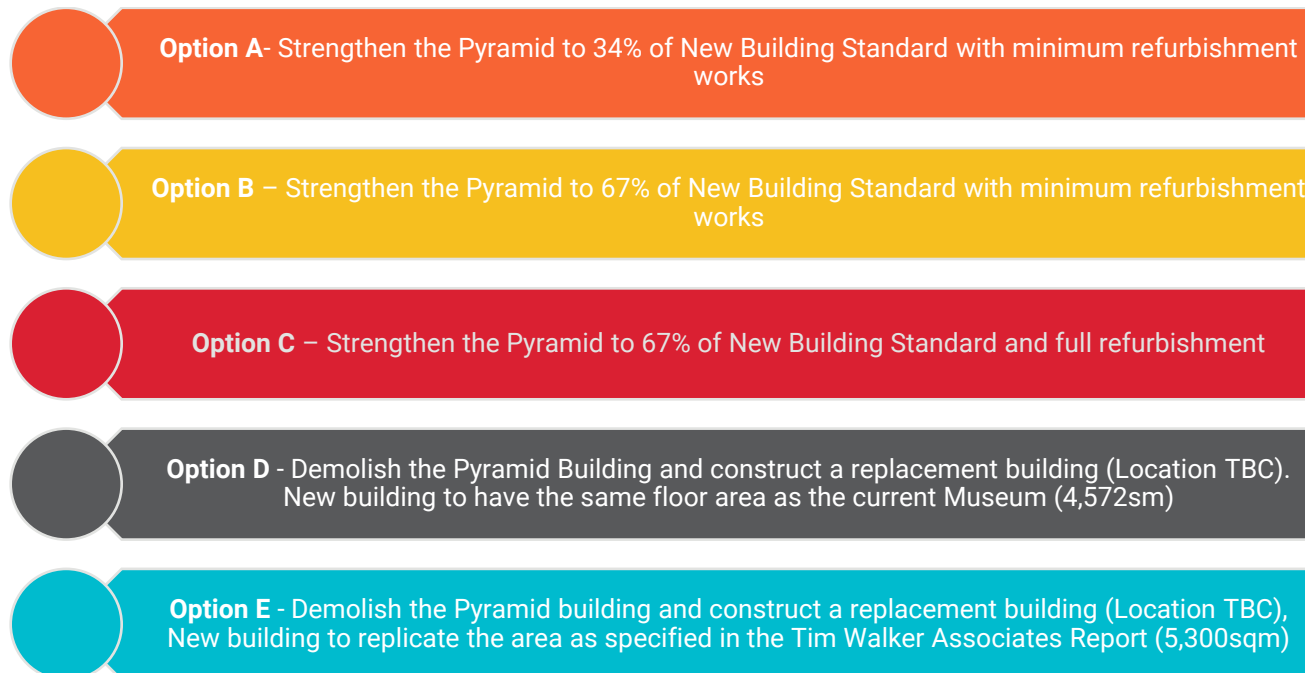 Option A- Strengthen the Pyramid to 34% of New Building Standard with minimum refurbishment
works
Option B – Strengthen the Pyramid to 67% of New Building Standard with minimum refurbishment
works
Option C – Strengthen the Pyramid to 67% of New Building Standard and full refurbishment
Option D - Demolish the Pyramid Building and construct a replacement building (Location TBC).
New building to have the same floor area as the current Museum (4,572sm)
Option E - Demolish the Pyramid building and construct a replacement building (Location TBC),
New building to replicate the area as specified in the Tim Walker Associates Report (5,300sqm)